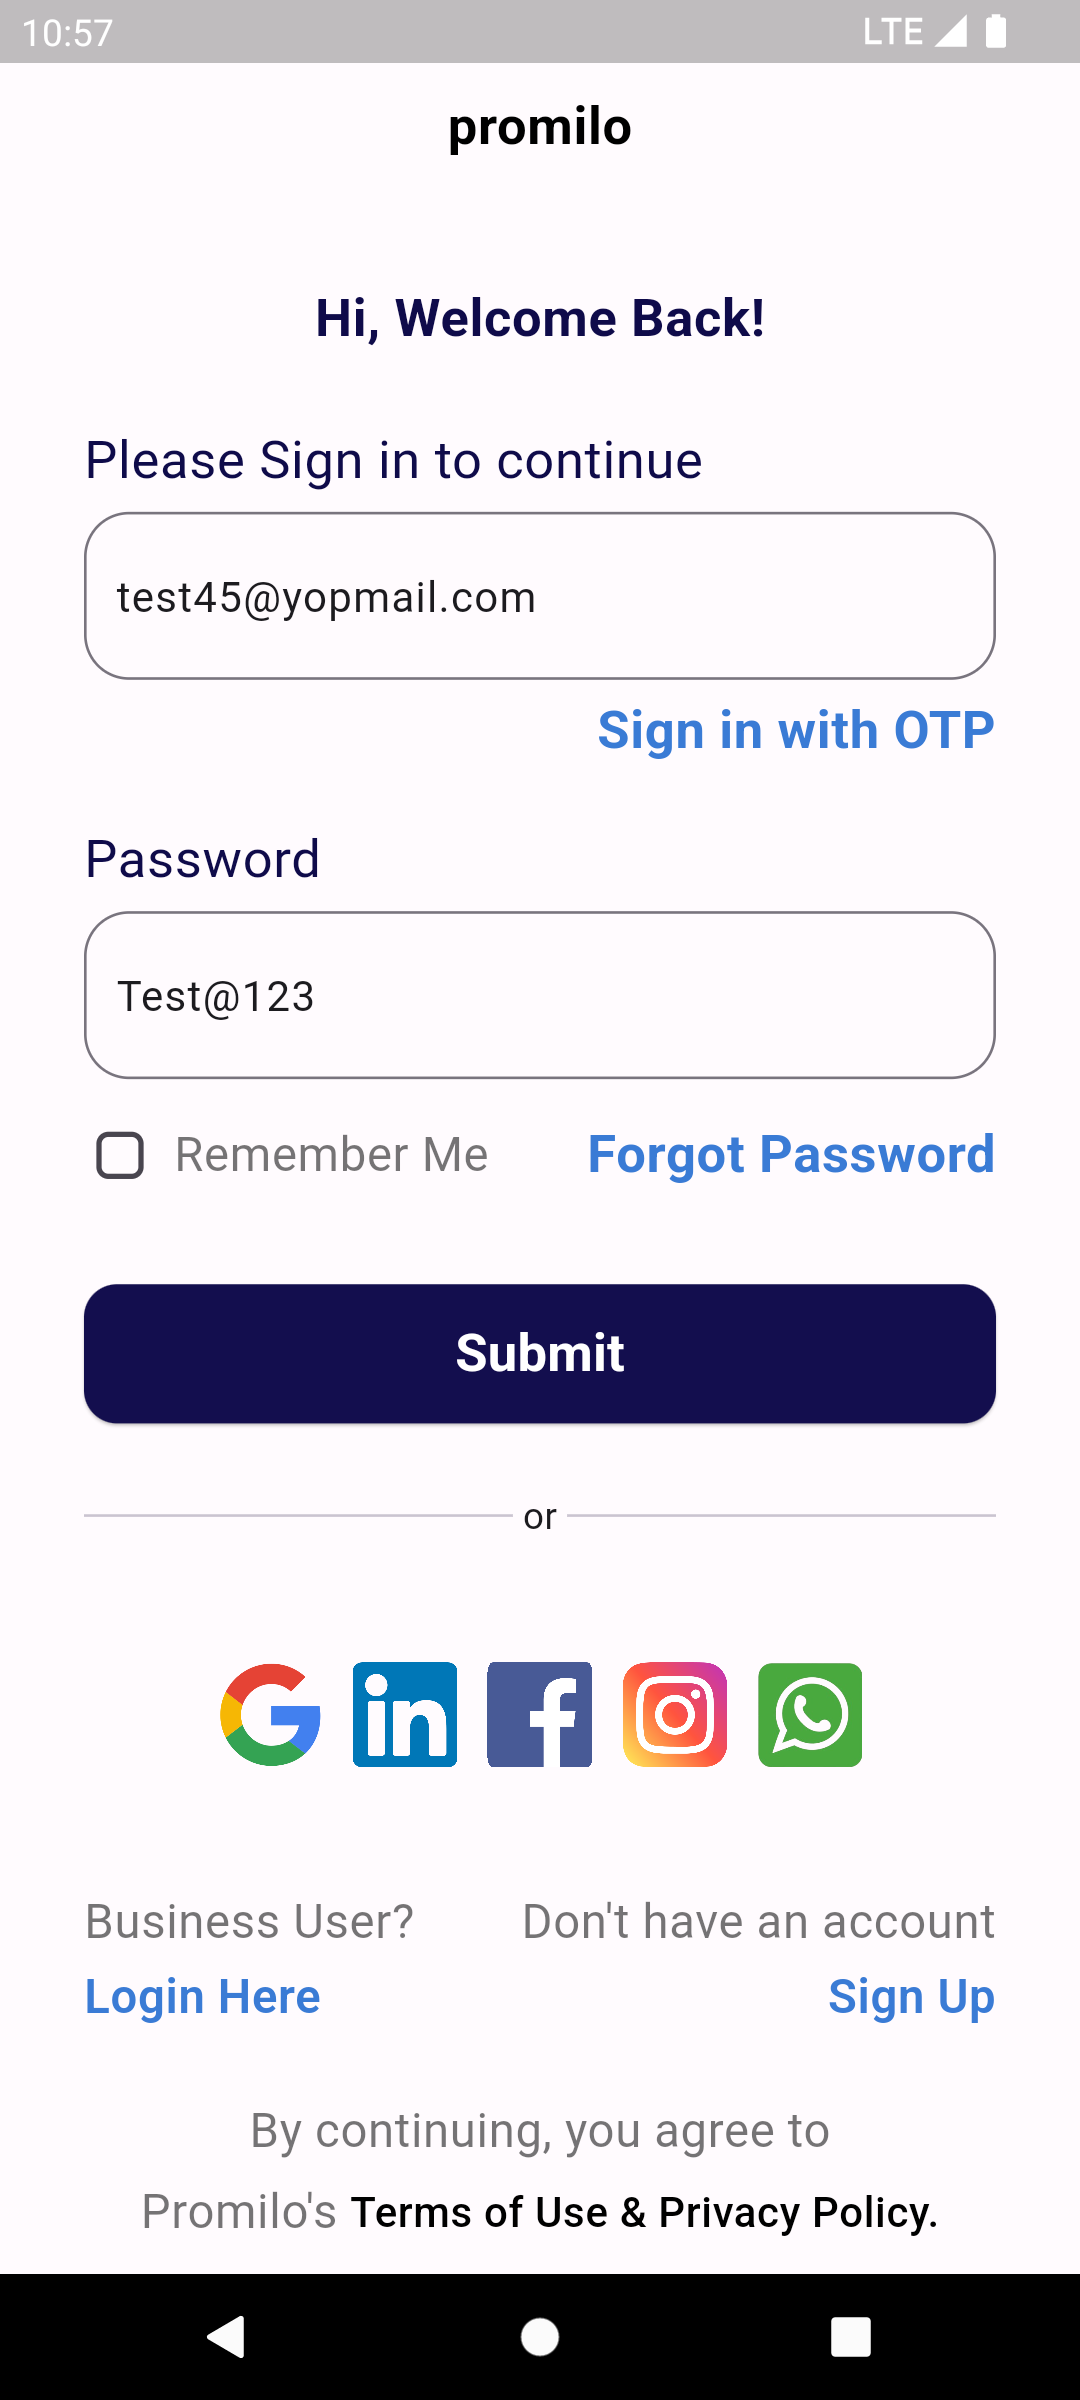 10:57
LTE
promilo
Hi, Welcome Back!
Please Sign in to continue
test45@yopmail.com
Sign in with OTP
Password
Test@123
Remember Me
Forgot Password
Submit
or
in
Business User?
Don't have an account
Login Here
Sign Up
By continuing, you agree to
Promilo's Terms of Use & Privacy Policy.